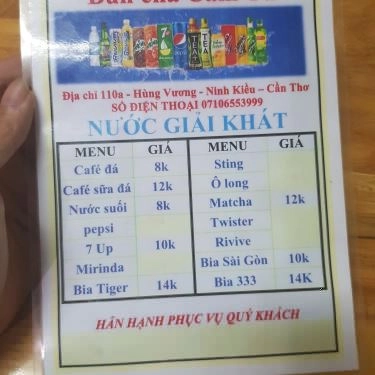 Bún chả
Địa chỉ 110a - Hùng Vương - Ninh Kiều – Cần Thơ
SỐ ĐIỆN THOẠI 07106553999
NƯỚC GIẢI KHÁT
MENU GIÁ MENU GIÁ
Café đá 8k Sting
Café sữa đá 12k Ô long
Nước suối 8k Matcha 12k
pepsi Twister
7 Up 10k Rivive
Mirinda Bia Sài Gòn 10k
Bia Tiger 14k Bia 333 14K
HÂN HẠNH PHỤC VỤ QUÝ KHÁCH